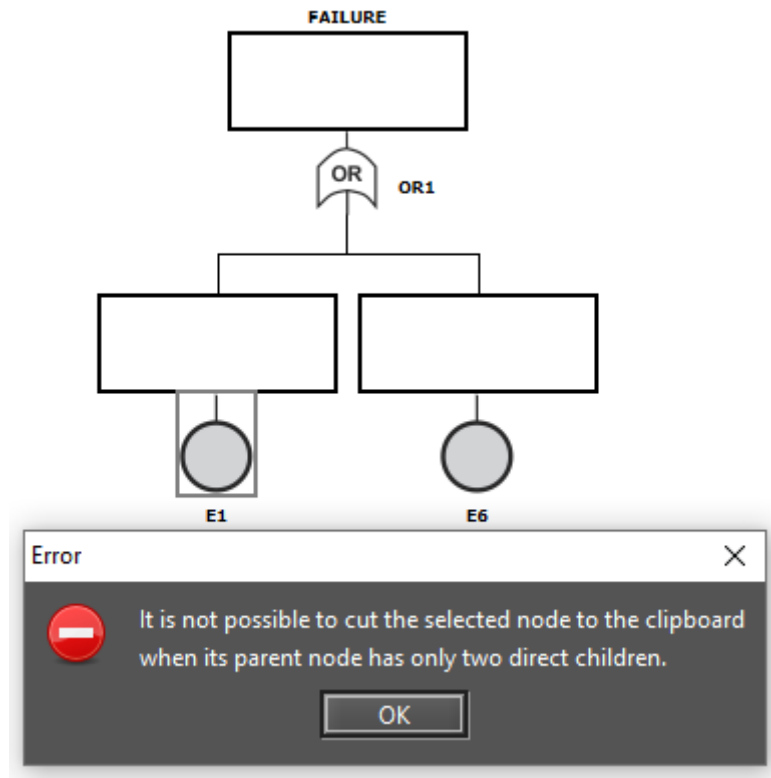 FAILURE
OR
OR1
E1
E6
Error
It is not possible to cut the selected node to the clipboard
when its parent node has only two direct children.
OK